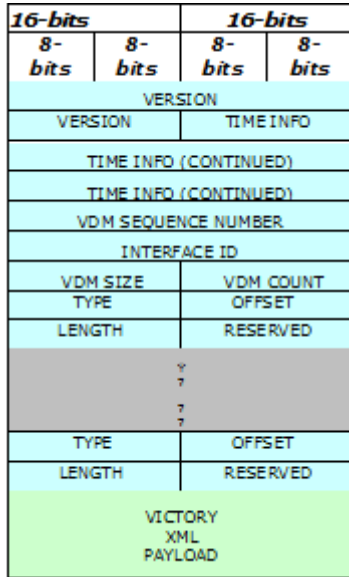 16-bits 16-bits
8- 8- 8- 8-
bits bits bits bits
VERSION
VERSION TIME INFO
TIME INFO (CONTINUED)
TIME INFO (CONTINUED)
VDM SEQUENCE NUMBER
INTERFACE ID
VDM SIZE VDM COUNT
TYPE OFFSET
LENGTH RESERVED
TYPE OFFSET
LENGTH RESERVED
VICTORY
XML
PAYLOAD